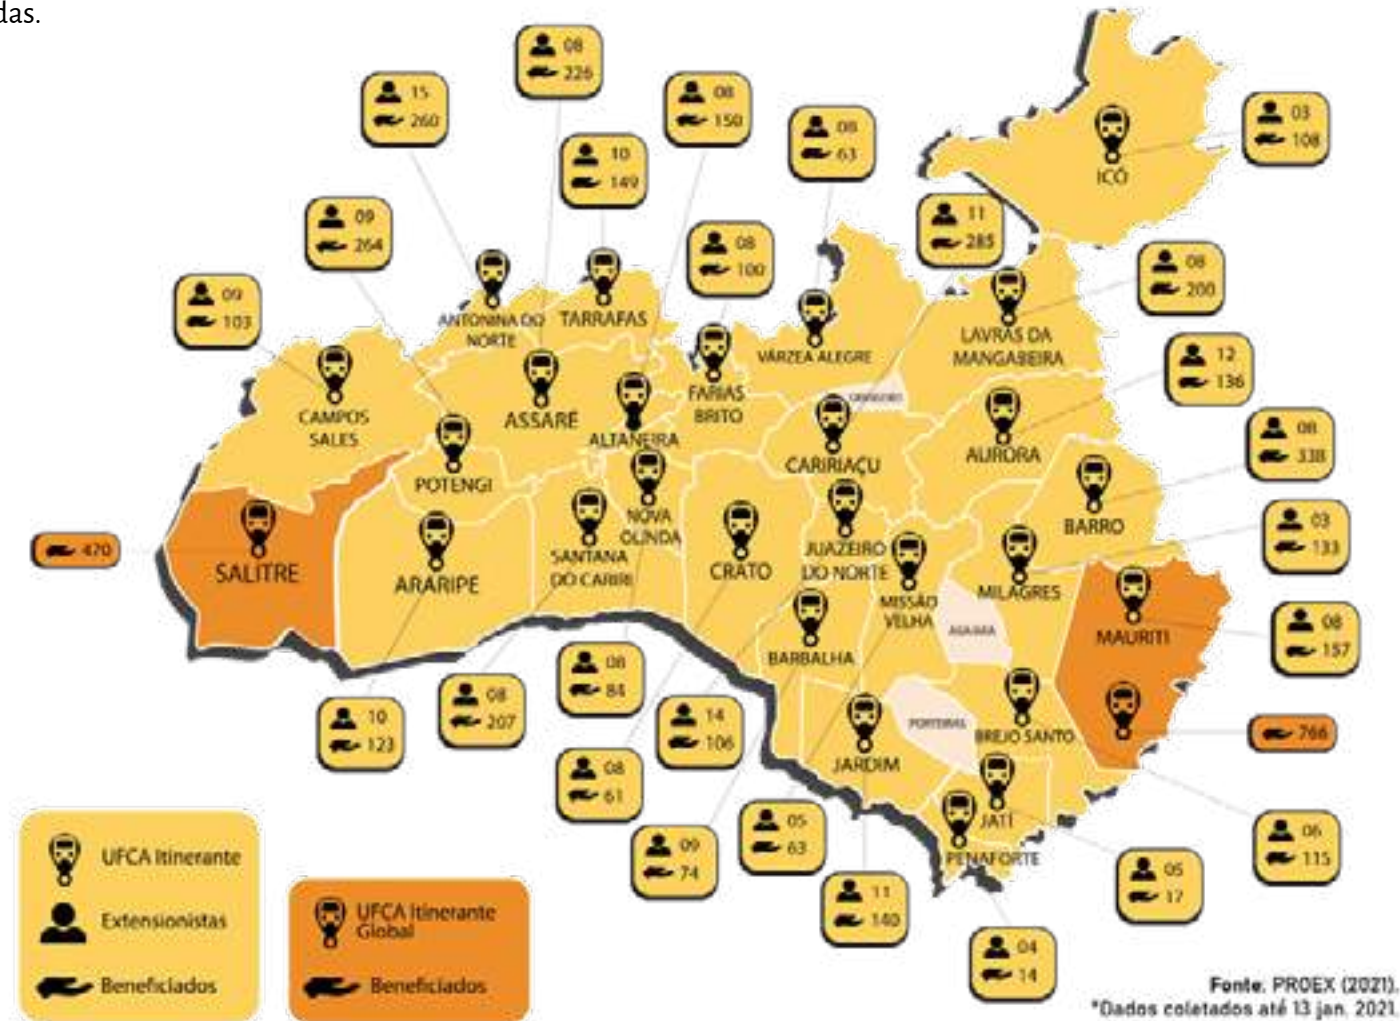 das.
08
226
15
260
08
150
08
63
03
108
10
149
09
264
11
285
08
100
08
200
09
103
ICÓ
ANTONINA DO
NORTE
TARRAFAS
LAVRAS DA
MANGABEIRA
VÁRZEA ALEGRE
12
136
CAMPOS
SALES
ASSARÉ
FARIAS
BRITO
ALTANEIRA
08
338
CARIRIAÇU
AURORA
POTENGI
BARRO
03
133
NOVA
OLINDA
SANTANA
DO CARIRI
CRATO
JUAZEIRO
DO NORTE
470
SALITRE
ARARIPE
MISSÃO
VELHA
MILAGRES
MAURITI
08
157
BARBALHA
10
123
08
207
08
84
14
106
PORTEIRAS
BREJO SANTO
766
JARDIM
08
61
JATI
PENAFORTE
09
74
05
63
11
140
06
115
05
17
04
14
UFCA Itinerante
Extensionistas
Beneficiados
UFCA Itinerante
Global
Beneficiados
Fonte: PROEX (2021).
*Dados coletados até 13 jan. 2021.